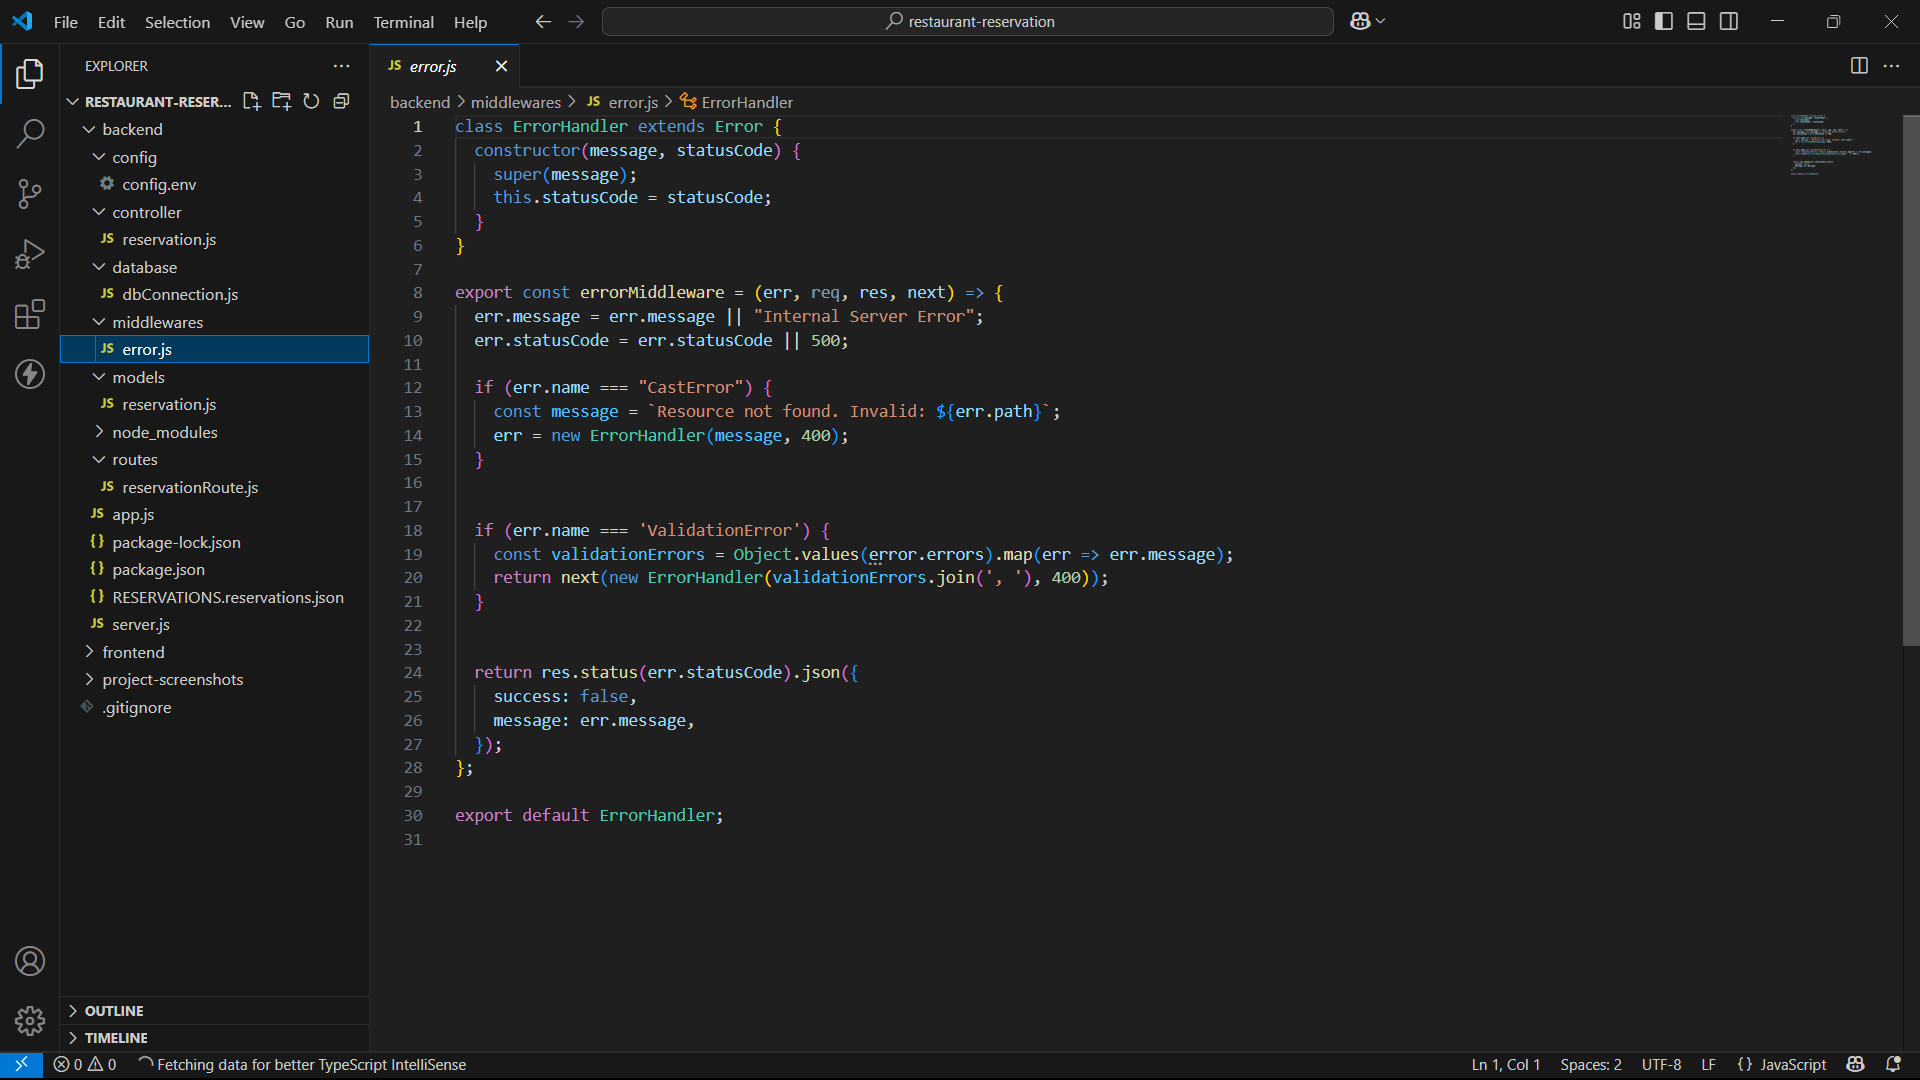 File Edit Selection View Go Run Terminal Help
restaurant-reservation
EXPLORER
RESTAURANT-RESER...
backend
config
config.env
controller
JS reservation.js
database
JS dbConnection.js
middlewares
JS error.js
models
JS reservation.js
node_modules
routes
JS reservationRoute.js
JS app.js
{} package-lock.json
{} package.json
{} RESERVATIONS.reservations.json
JS server.js
frontend
project-screenshots
.gitignore
OUTLINE
TIMELINE
JS error.js
backend > middlewares > JS error.js > ErrorHandler
1 class ErrorHandler extends Error {
2 constructor(message, statusCode) {
3 super(message);
4 this.statusCode = statusCode;
5 }
6 }
7
8 export const errorMiddleware = (err, req, res, next) => {
9 err.message = err.message || "Internal Server Error";
10 err.statusCode = err.statusCode || 500;
11
12 if (err.name === "CastError") {
13 const message = `Resource not found. Invalid: ${err.path}`;
14 err = new ErrorHandler(message, 400);
15 }
16
17
18 if (err.name === 'ValidationError') {
19 const validationErrors = Object.values(error.errors).map(err => err.message);
20 return next(new ErrorHandler(validationErrors.join(', '), 400));
21 }
22
23
24 return res.status(err.statusCode).json({
25 success: false,
26 message: err.message,
27 });
28 };
29
30 export default ErrorHandler;
31
0 0 Fetching data for better TypeScript IntelliSense
Ln 1, Col 1 Spaces: 2 UTF-8 LF {} JavaScript